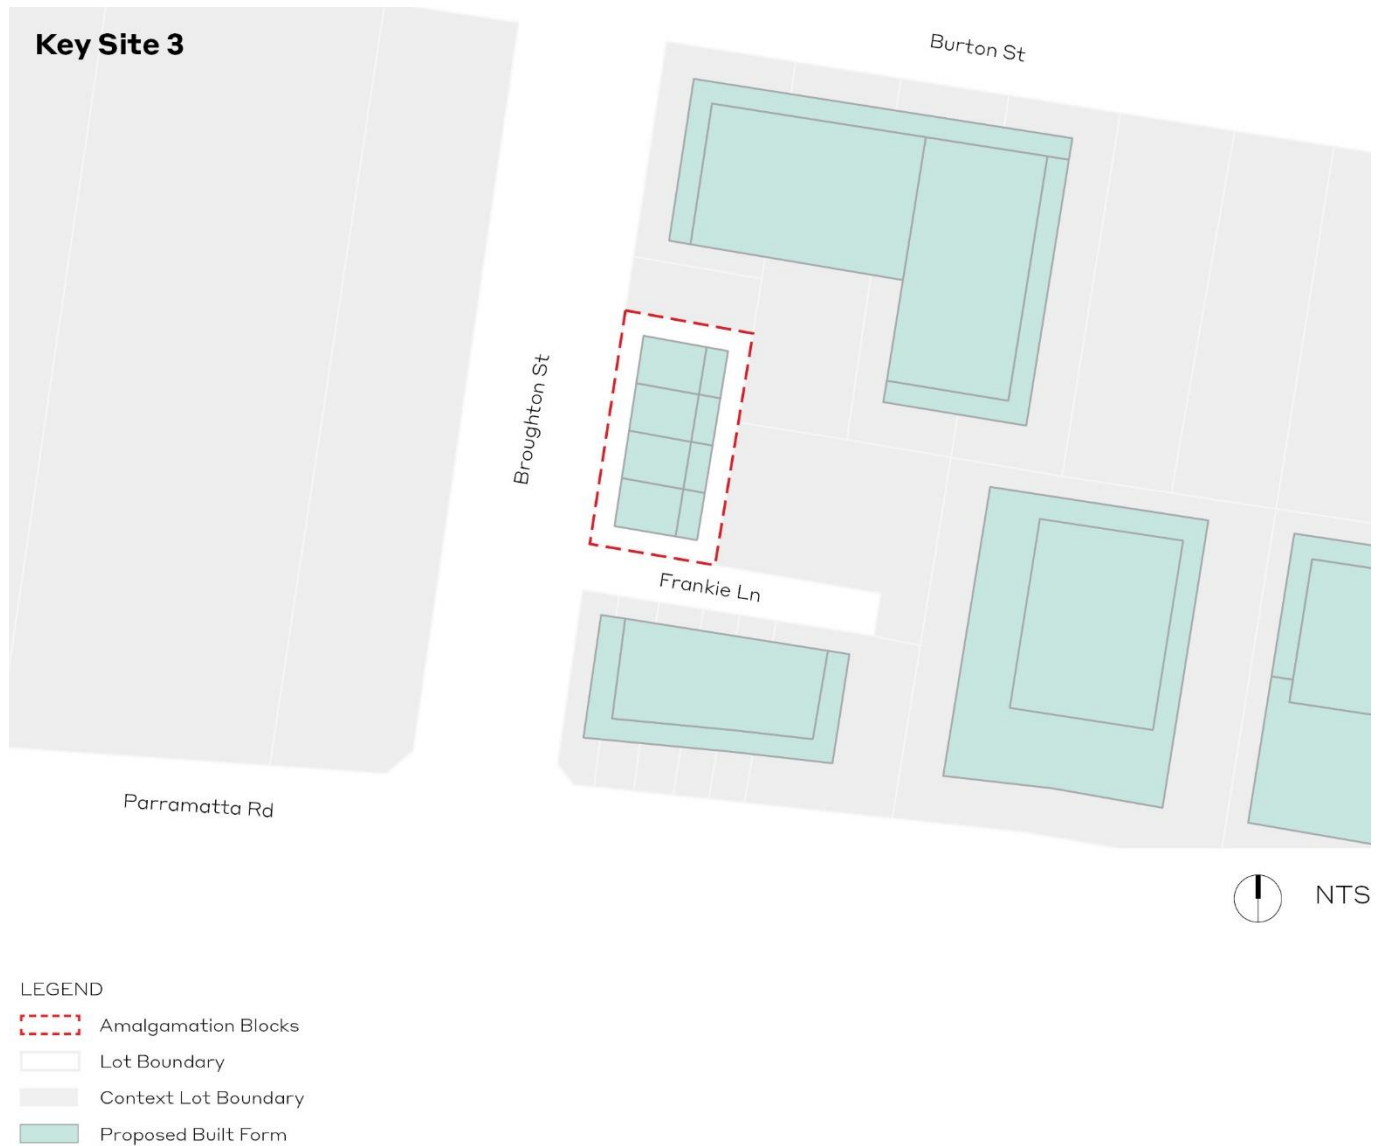 Key Site 3
Burton St
Broughton St
Frankie Ln
Parramatta Rd
NTS
LEGEND
Amalgamation Blocks
Lot Boundary
Context Lot Boundary
Proposed Built Form